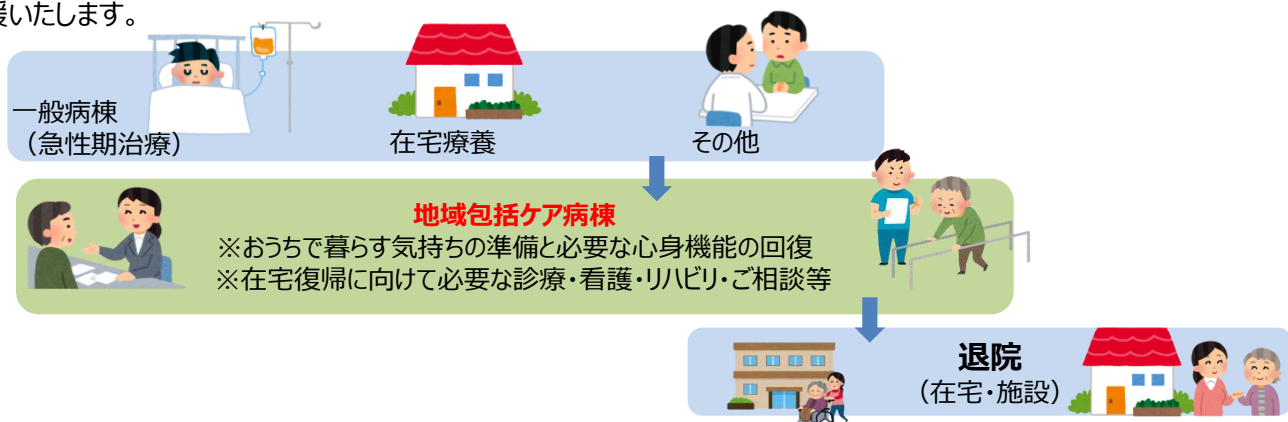 援いたします。
一般病棟
（急性期治療）
在宅療養
その他
地域包括ケア病棟
※おうちで暮らす気持ちの準備と必要な心身機能の回復
※在宅復帰に向けて必要な診療・看護・リハビリ・ご相談等
退院
（在宅・施設）